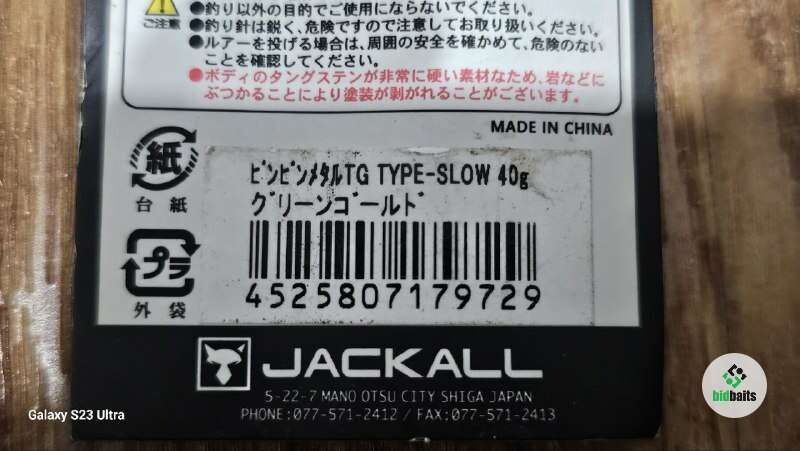 ●釣り以外の目的でご使用にならないでください。
ご注意
●釣り針は鋭く、危険ですので注意してお取り扱いください。
●ルアーを投げる場合は、周囲の安全を確かめて、危険のない
ことを確認してください。
●ボディのタングステンが非常に硬い素材なため、岩などに
ぶつかることにより塗装が剥がれることがございます。
MADE IN CHINA
紙
台紙
ﾋﾞﾝﾋﾞﾝﾒﾀﾙTG TYPE-SLOW 40g
ｸﾞﾘｰﾝｺﾞｰﾙﾄﾞ
プラ
外袋
4525807179729
JACKALL
5-22-7 MANO OTSU CITY SHIGA JAPAN
PHONE:077-571-2412 / FAX:077-571-2413
Galaxy S23 Ultra
bidbaits